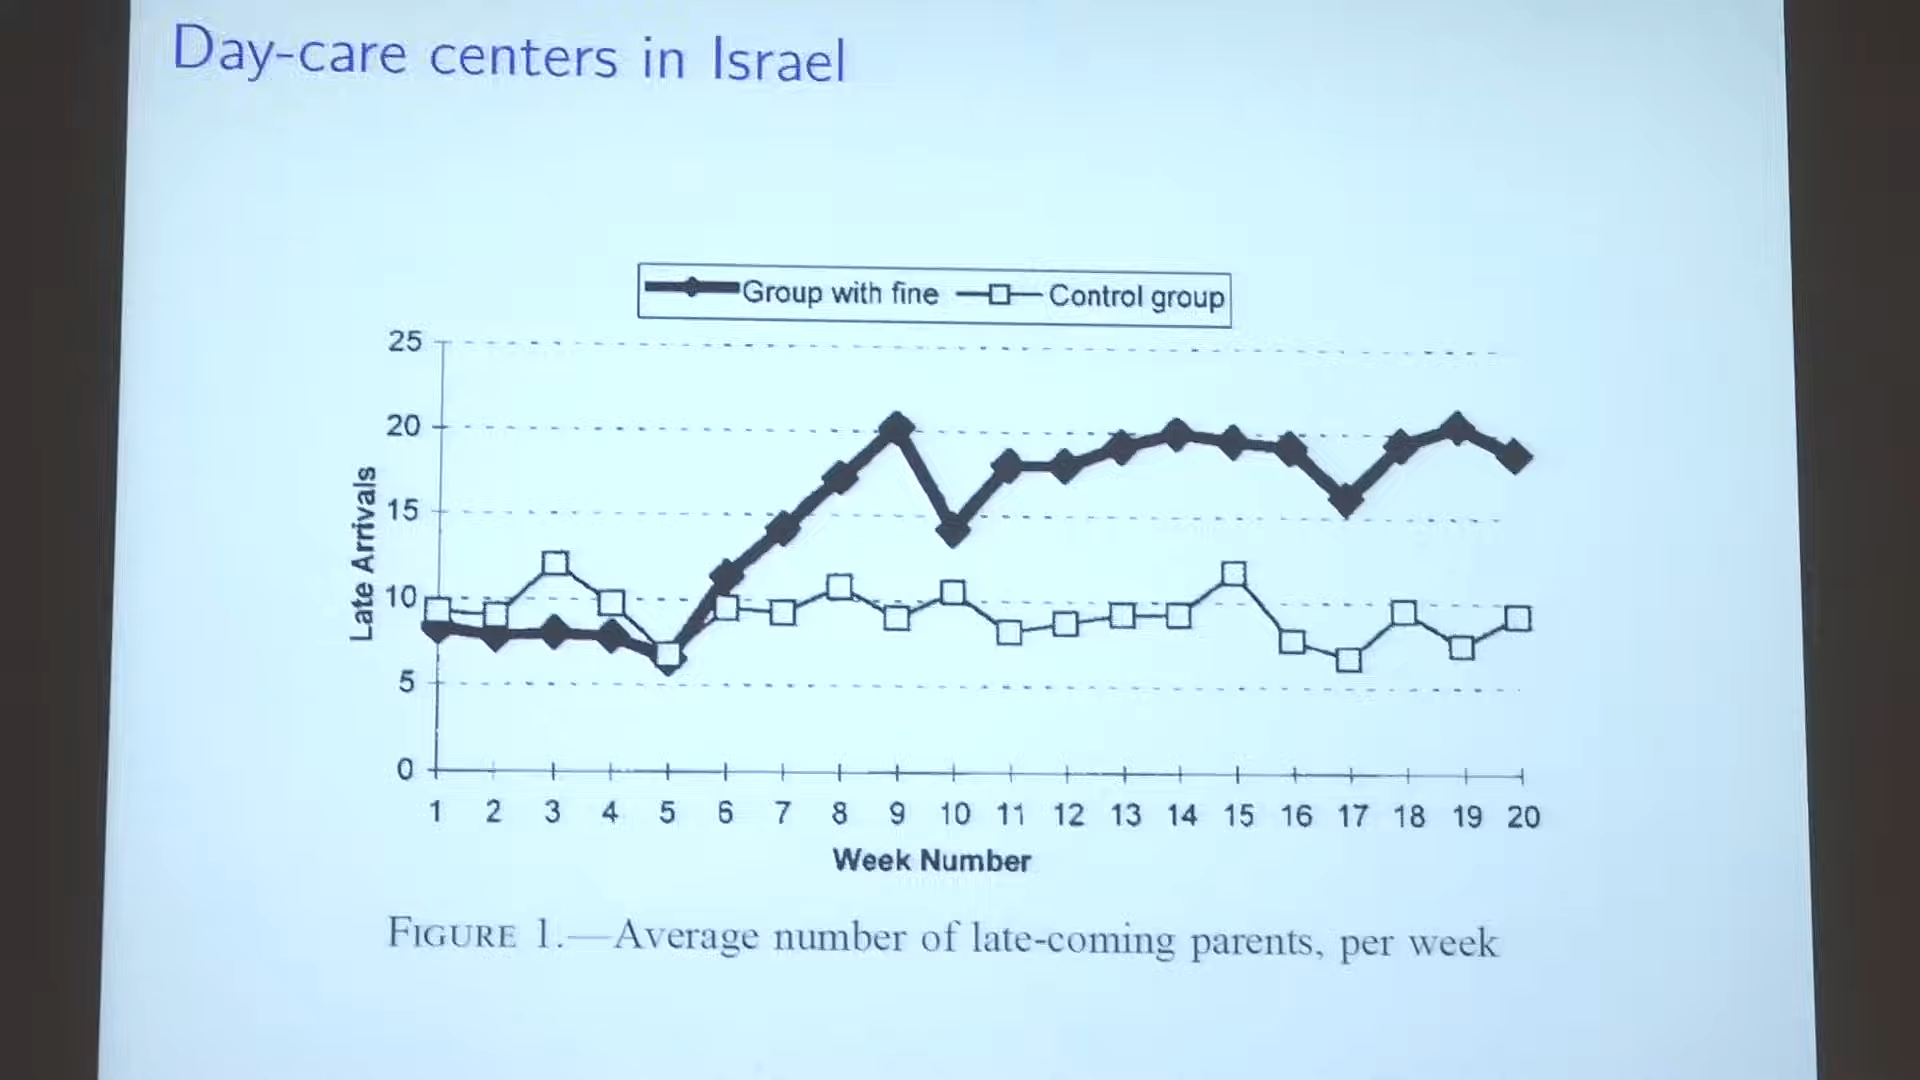 Day-care centers in Israel
Group with fine Control group
25
20
15
10
5
0
Late Arrivals
1 2 3 4 5 6 7 8 9 10 11 12 13 14 15 16 17 18 19 20
Week Number
FIGURE 1.—Average number of late-coming parents, per week